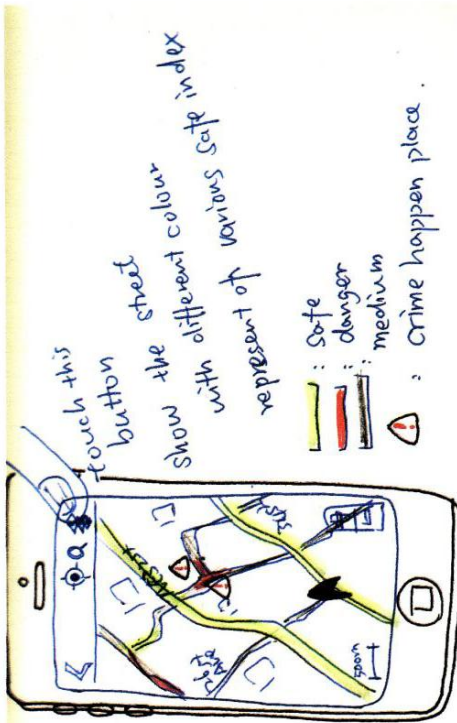 touch this
button
show the street
with different colour
represent of various safe index
: safe
: danger
: medium
: crime happen place.
500m